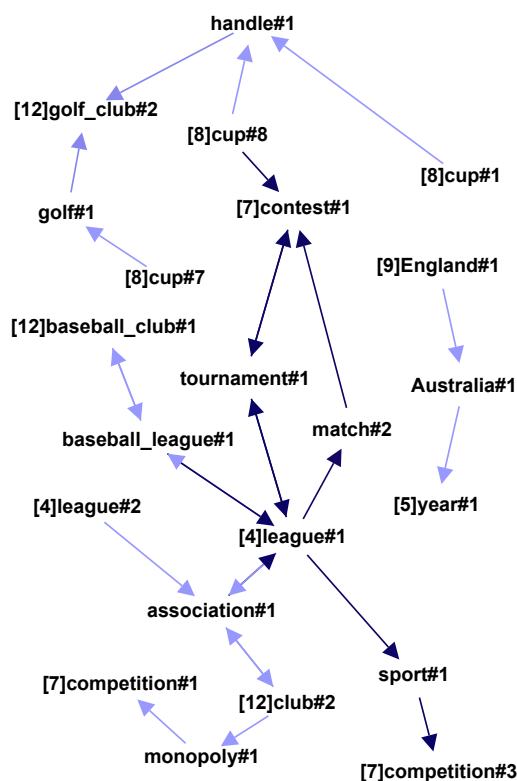 handle#1
[12]golf_club#2
[8]cup#8
[8]cup#1
[7]contest#1
golf#1
[9]England#1
[8]cup#7
[12]baseball_club#1
tournament#1
Australia#1
match#2
baseball_league#1
[4]league#2
[5]year#1
[4]league#1
association#1
sport#1
[7]competition#1
[12]club#2
monopoly#1
[7]competition#3